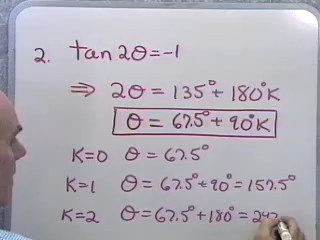 2. tan 2θ = -1
⇒ 2θ = 135° + 180°K
θ = 67.5° + 90°K
K=0 θ = 67.5°
K=1 θ = 67.5° + 90° = 157.5°
K=2 θ = 67.5° + 180° = 247